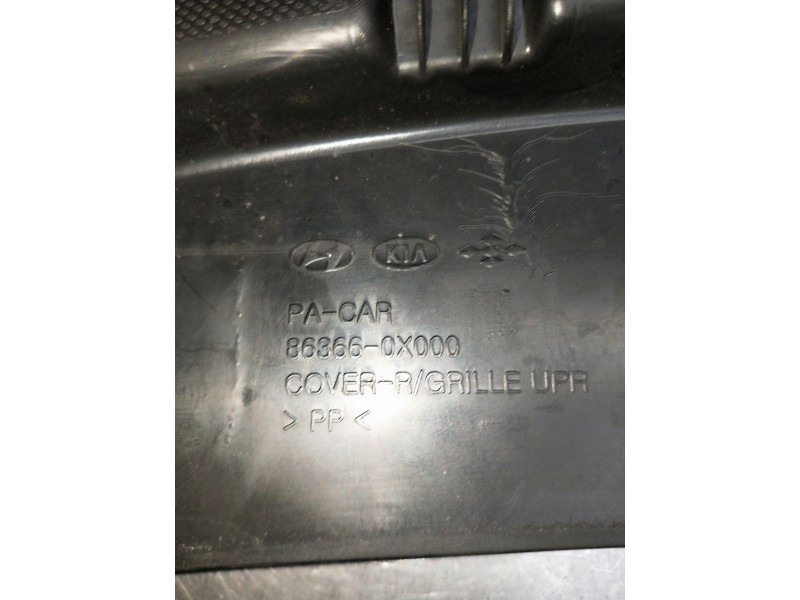 KIA
PA-CAR
86366-0X000
COVER-R/GRILLE UPR
> PP <